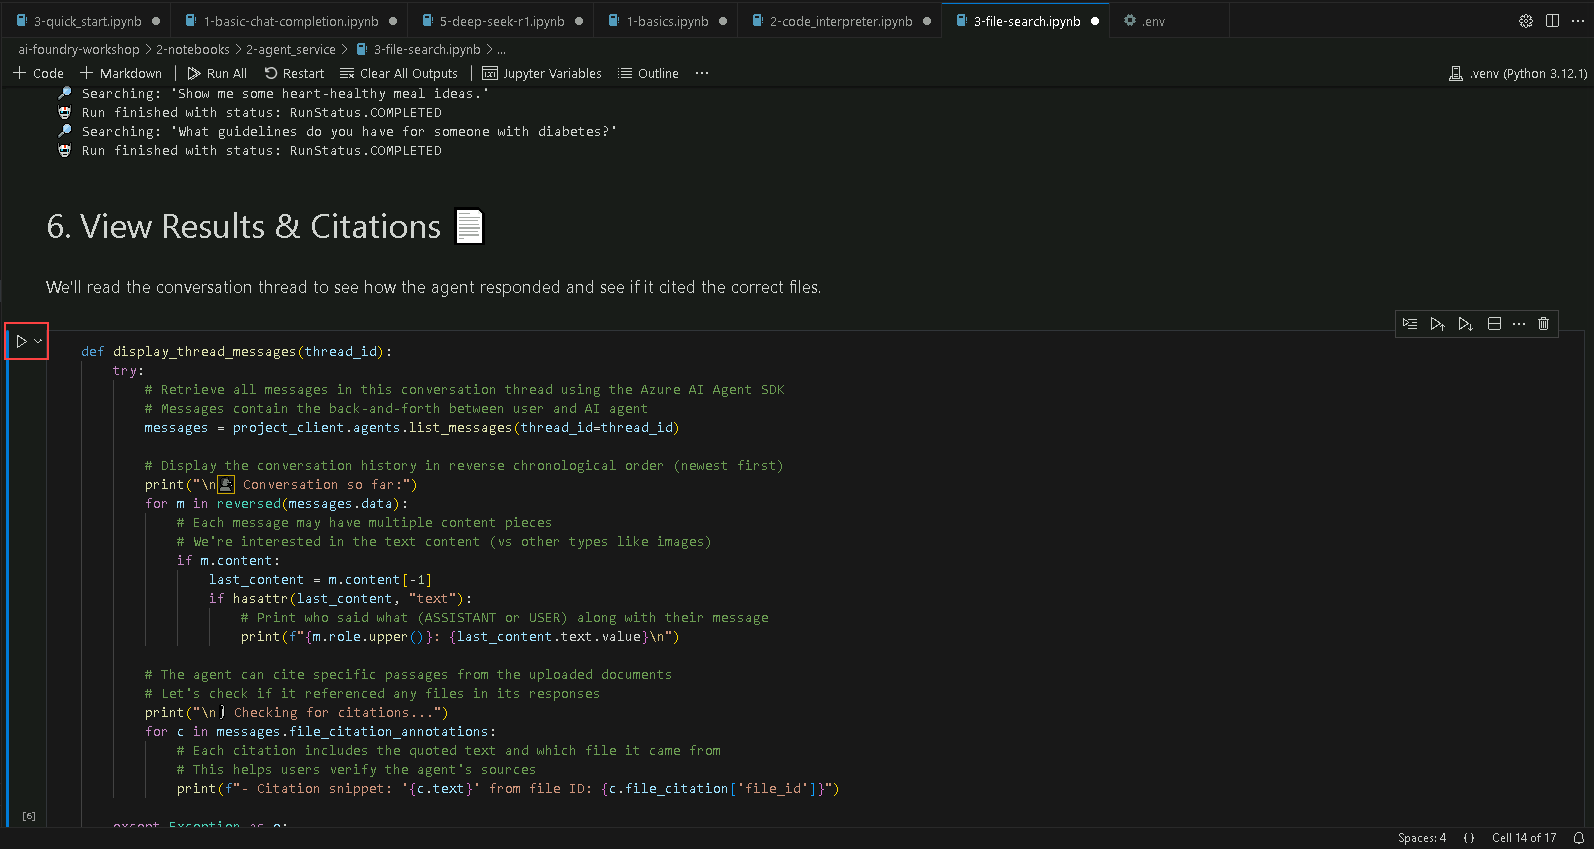 3-quick_start.ipynb
1-basic-chat-completion.ipynb
5-deep-seek-r1.ipynb
1-basics.ipynb
2-code_interpreter.ipynb
3-file-search.ipynb
.env
ai-foundry-workshop > 2-notebooks > 2-agent_service > 3-file-search.ipynb > ...
+ Code + Markdown | Run All Restart Clear All Outputs | Jupyter Variables Outline ...
.venv (Python 3.12.1)
Searching: 'Show me some heart-healthy meal ideas.'
Run finished with status: RunStatus.COMPLETED
Searching: 'What guidelines do you have for someone with diabetes?'
Run finished with status: RunStatus.COMPLETED
6. View Results & Citations
We'll read the conversation thread to see how the agent responded and see if it cited the correct files.
def display_thread_messages(thread_id):
try:
# Retrieve all messages in this conversation thread using the Azure AI Agent SDK
# Messages contain the back-and-forth between user and AI agent
messages = project_client.agents.list_messages(thread_id=thread_id)
# Display the conversation history in reverse chronological order (newest first)
print("\n👤 Conversation so far:")
for m in reversed(messages.data):
# Each message may have multiple content pieces
# We're interested in the text content (vs other types like images)
if m.content:
last_content = m.content[-1]
if hasattr(last_content, "text"):
# Print who said what (ASSISTANT or USER) along with their message
print(f"{m.role.upper()}: {last_content.text.value}\n")
# The agent can cite specific passages from the uploaded documents
# Let's check if it referenced any files in its responses
print("\n Checking for citations...")
for c in messages.file_citation_annotations:
# Each citation includes the quoted text and which file it came from
# This helps users verify the agent's sources
print(f"- Citation snippet: '{c.text}' from file ID: {c.file_citation['file_id']}")
[6]
except Exception as e:
Spaces: 4 {} Cell 14 of 17